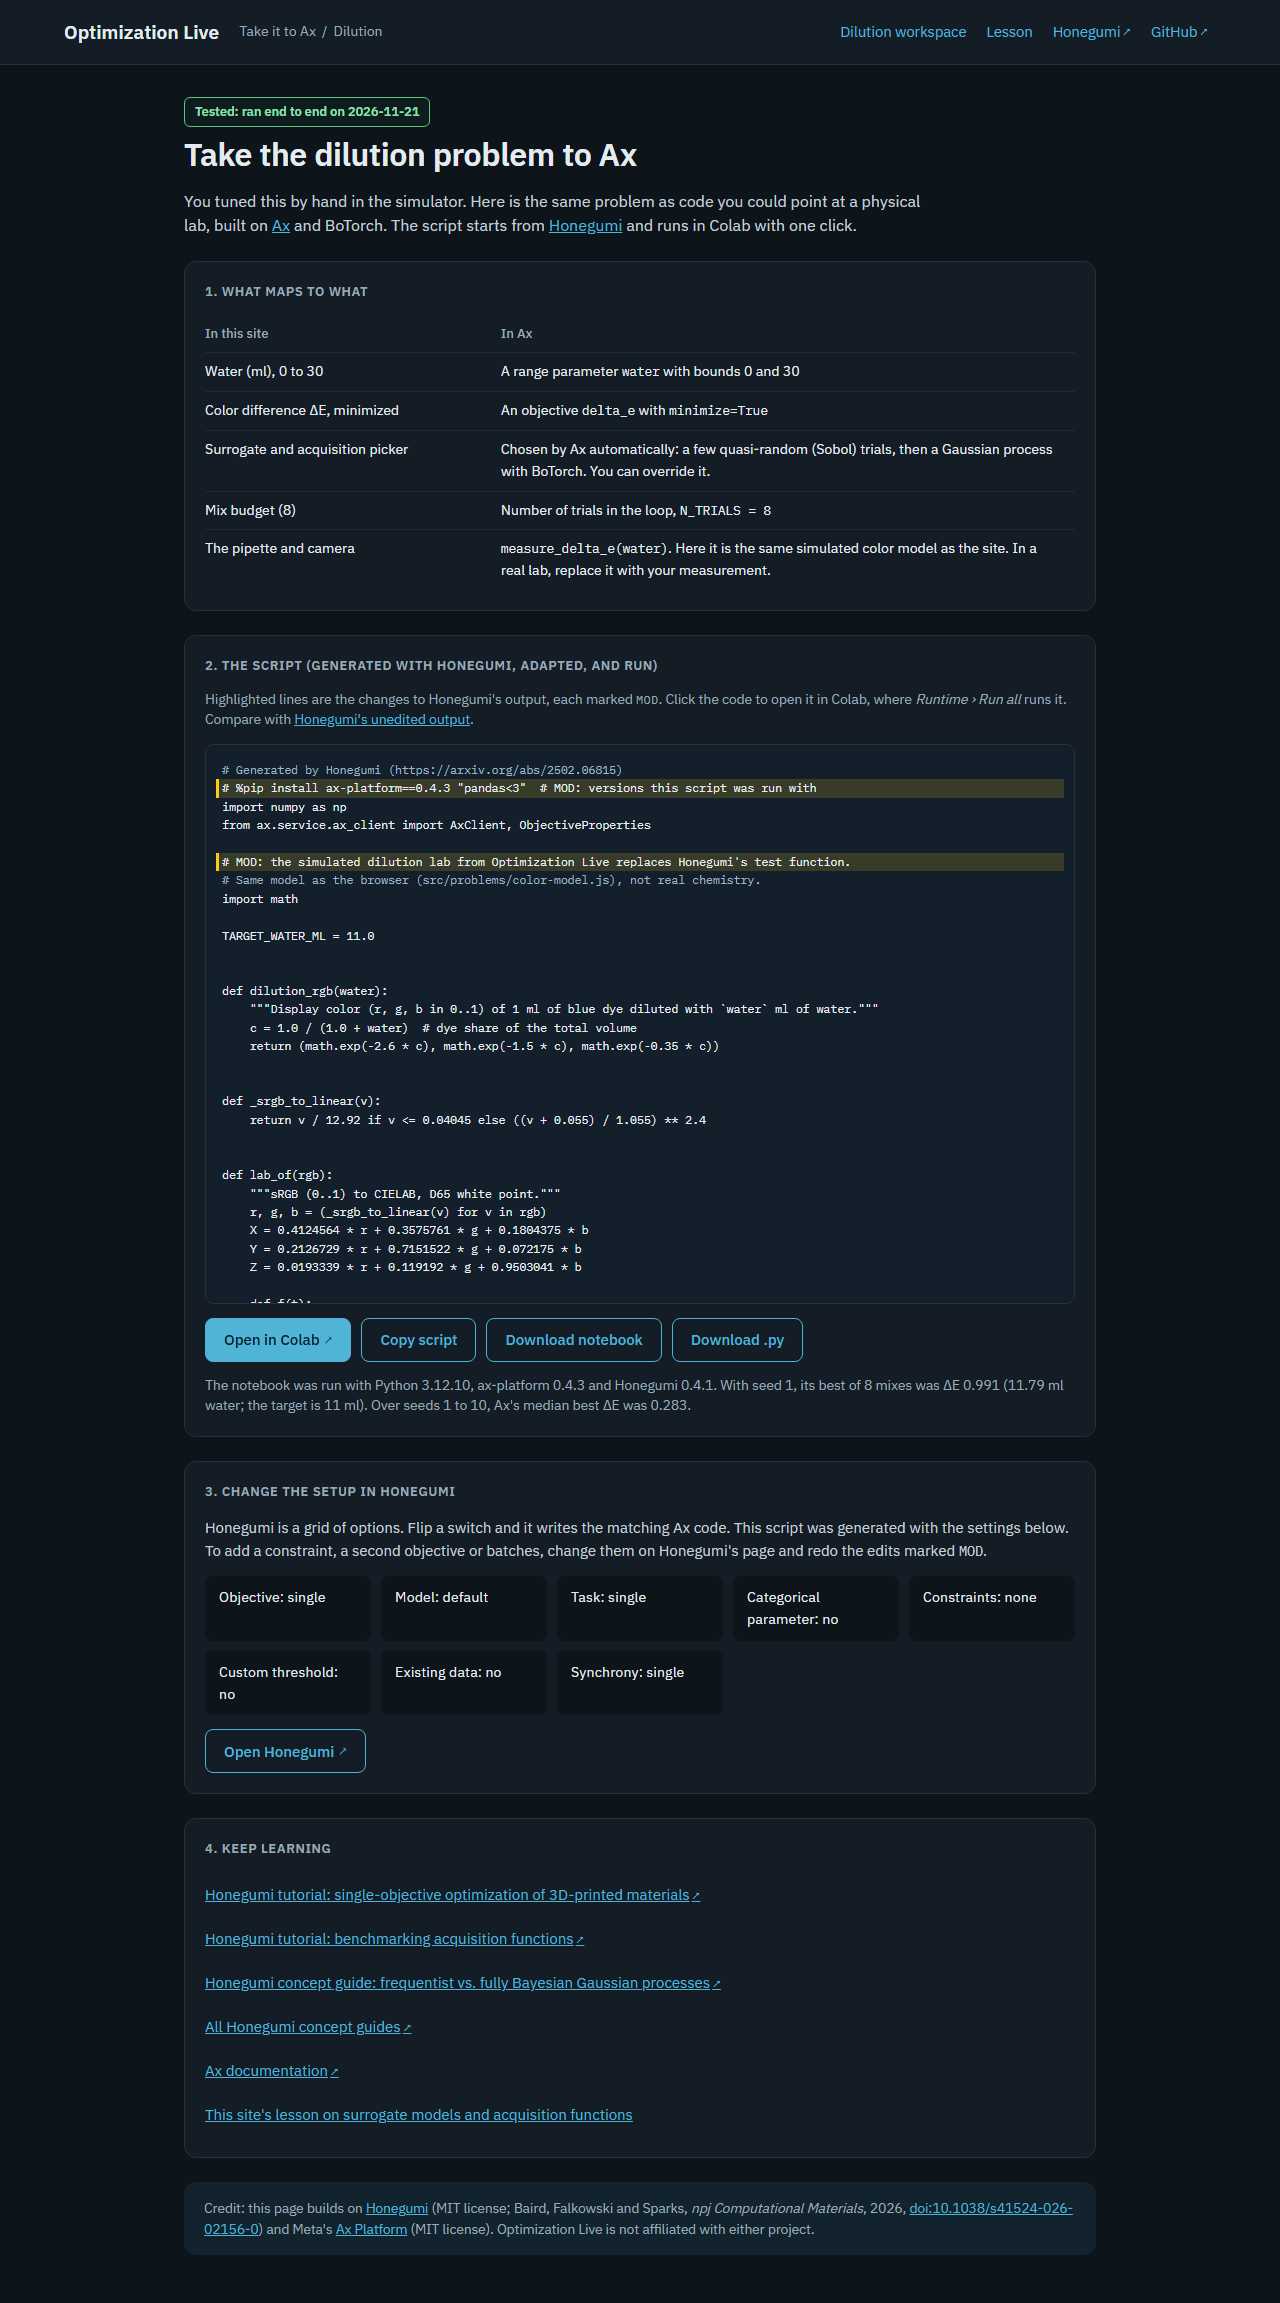 Optimization Live Take it to Ax / Dilution Dilution workspace Lesson Honegumi↗ GitHub↗
Tested: ran end to end on 2026-11-21
Take the dilution problem to Ax
You tuned this by hand in the simulator. Here is the same problem as code you could point at a physical
lab, built on Ax and BoTorch. The script starts from Honegumi and runs in Colab with one click.
1. WHAT MAPS TO WHAT
In this site In Ax
Water (ml), 0 to 30 A range parameter water with bounds 0 and 30
Color difference ΔE, minimized An objective delta_e with minimize=True
Surrogate and acquisition picker Chosen by Ax automatically: a few quasi-random (Sobol) trials, then a Gaussian process
with BoTorch. You can override it.
Mix budget (8) Number of trials in the loop, N_TRIALS = 8
The pipette and camera measure_delta_e(water). Here it is the same simulated color model as the site. In a
real lab, replace it with your measurement.
2. THE SCRIPT (GENERATED WITH HONEGUMI, ADAPTED, AND RUN)
Highlighted lines are the changes to Honegumi's output, each marked MOD. Click the code to open it in Colab, where Runtime › Run all runs it.
Compare with Honegumi's unedited output.
# Generated by Honegumi (https://arxiv.org/abs/2502.06815)
# %pip install ax-platform==0.4.3 "pandas<3"  # MOD: versions this script was run with
import numpy as np
from ax.service.ax_client import AxClient, ObjectiveProperties
# MOD: the simulated dilution lab from Optimization Live replaces Honegumi's test function.
# Same model as the browser (src/problems/color-model.js), not real chemistry.
import math
TARGET_WATER_ML = 11.0
def dilution_rgb(water):
"""Display color (r, g, b in 0..1) of 1 ml of blue dye diluted with `water` ml of water."""
c = 1.0 / (1.0 + water)  # dye share of the total volume
return (math.exp(-2.6 * c), math.exp(-1.5 * c), math.exp(-0.35 * c))
def _srgb_to_linear(v):
return v / 12.92 if v <= 0.04045 else ((v + 0.055) / 1.055) ** 2.4
def lab_of(rgb):
"""sRGB (0..1) to CIELAB, D65 white point."""
r, g, b = (_srgb_to_linear(v) for v in rgb)
X = 0.4124564 * r + 0.3575761 * g + 0.1804375 * b
Y = 0.2126729 * r + 0.7151522 * g + 0.072175 * b
Z = 0.0193339 * r + 0.119192 * g + 0.9503041 * b
def f(t):
Open in Colab ↗ Copy script Download notebook Download .py
The notebook was run with Python 3.12.10, ax-platform 0.4.3 and Honegumi 0.4.1. With seed 1, its best of 8 mixes was ΔE 0.991 (11.79 ml
water; the target is 11 ml). Over seeds 1 to 10, Ax's median best ΔE was 0.283.
3. CHANGE THE SETUP IN HONEGUMI
Honegumi is a grid of options. Flip a switch and it writes the matching Ax code. This script was generated with the settings below.
To add a constraint, a second objective or batches, change them on Honegumi's page and redo the edits marked MOD.
Objective: single Model: default Task: single Categorical Constraints: none
parameter: no
Custom threshold: Existing data: no Synchrony: single
no
Open Honegumi ↗
4. KEEP LEARNING
Honegumi tutorial: single-objective optimization of 3D-printed materials↗
Honegumi tutorial: benchmarking acquisition functions↗
Honegumi concept guide: frequentist vs. fully Bayesian Gaussian processes↗
All Honegumi concept guides↗
Ax documentation↗
This site's lesson on surrogate models and acquisition functions
Credit: this page builds on Honegumi (MIT license; Baird, Falkowski and Sparks, npj Computational Materials, 2026, doi:10.1038/s41524-026-
02156-0) and Meta's Ax Platform (MIT license). Optimization Live is not affiliated with either project.